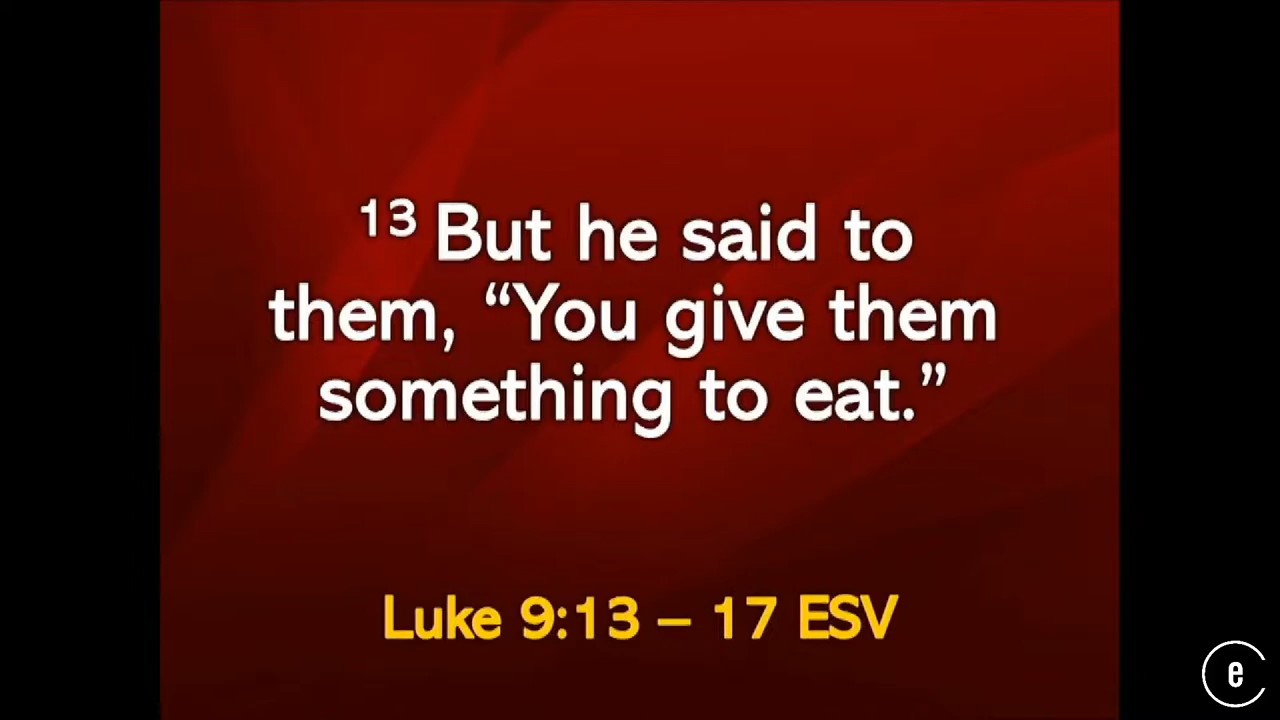 ¹³ But he said to
them, “You give them
something to eat.”
Luke 9:13 – 17 ESV
e